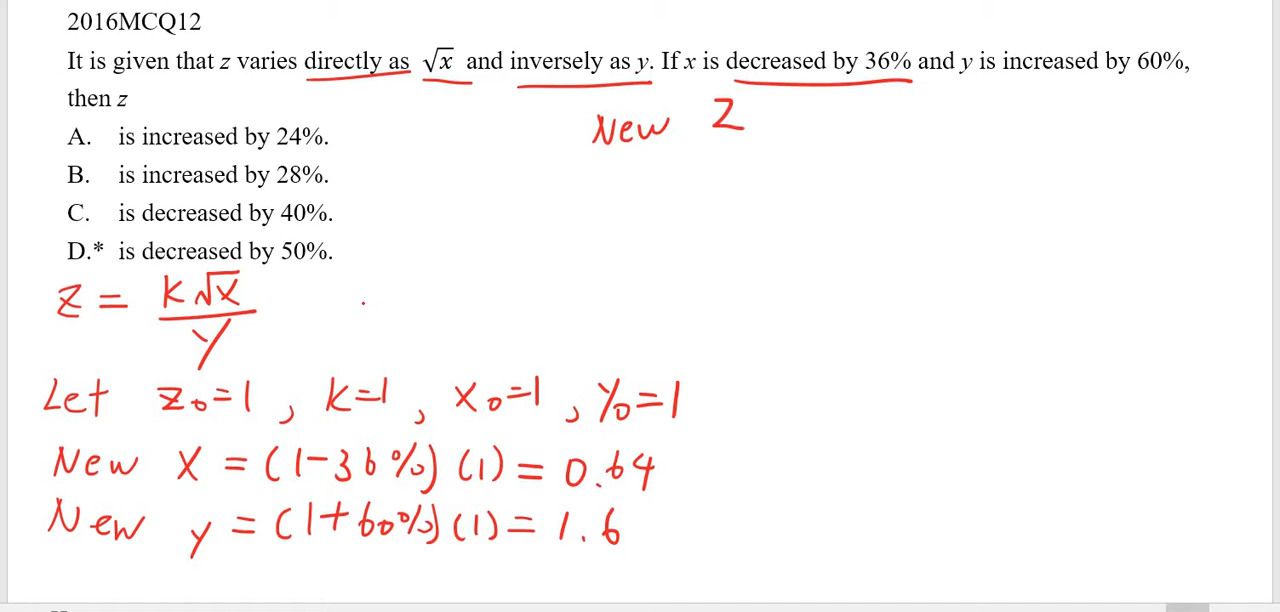 2016MCQ12
It is given that z varies directly as √x and inversely as y. If x is decreased by 36% and y is increased by 60%,
then z
New Z
A. is increased by 24%.
B. is increased by 28%.
C. is decreased by 40%.
D.* is decreased by 50%.
z = k√x / y
Let z₀=1, k=1, x₀=1, y₀=1
New x = (1-36%)(1) = 0.64
New y = (1+60%)(1) = 1.6